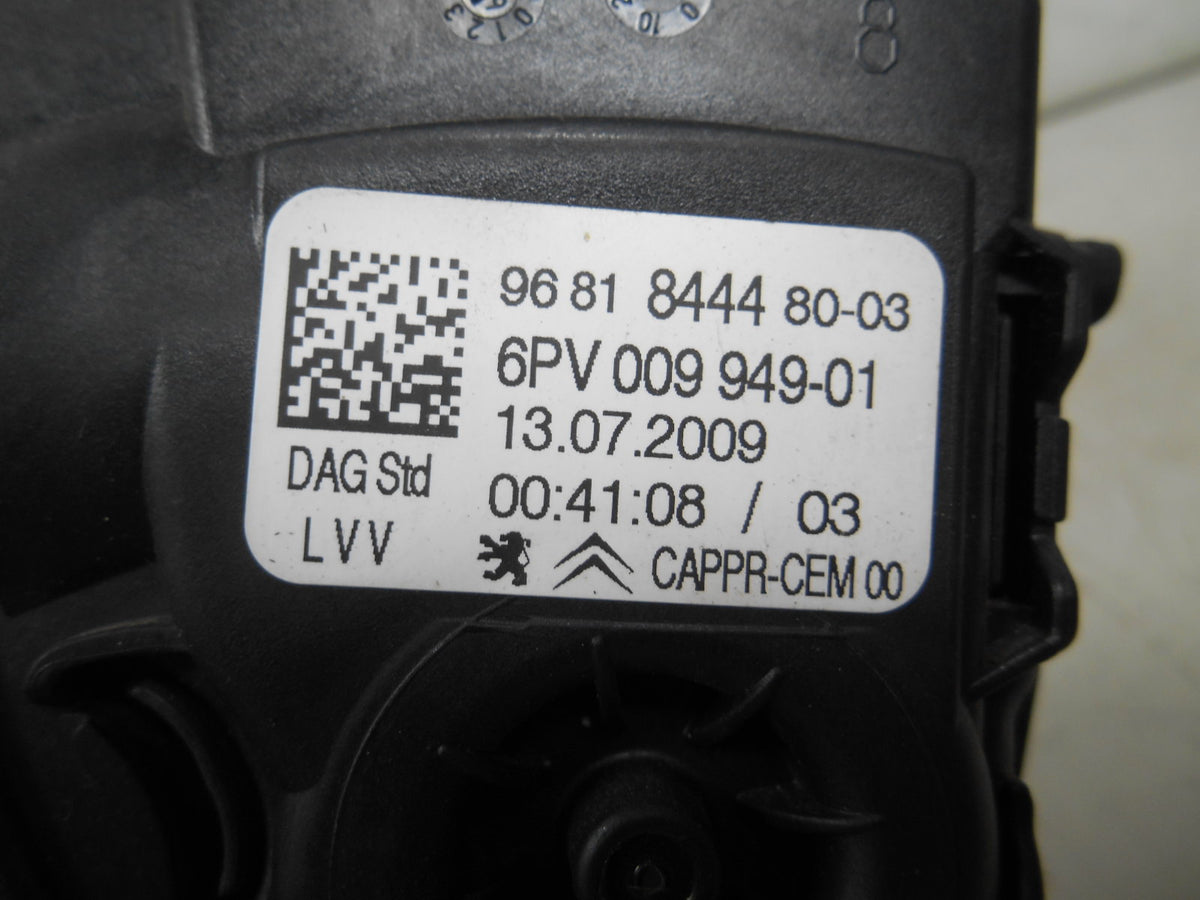 8
96 81 8444 80-03
6PV 009 949-01
13.07.2009
DAG Std
00:41:08 / 03
LVV
CAPPR-CEM 00